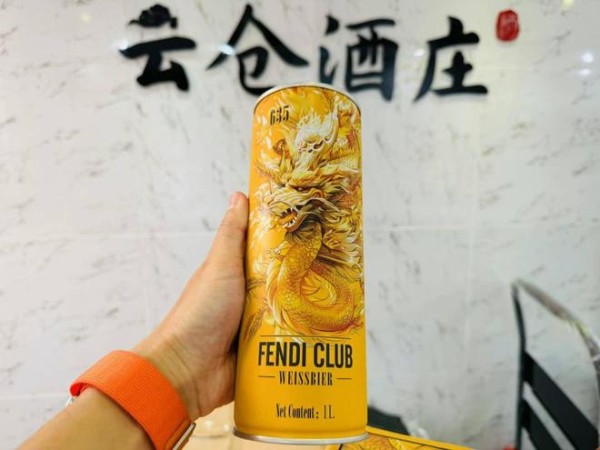 云仓酒庄
635
FENDI CLUB
WEISSBIER
Net Content: 1L